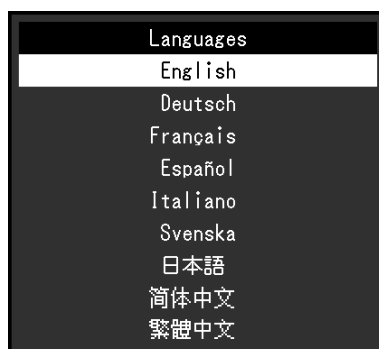 Languages
English
Deutsch
Français
Español
Italiano
Svenska
日本語
简体中文
繁體中文